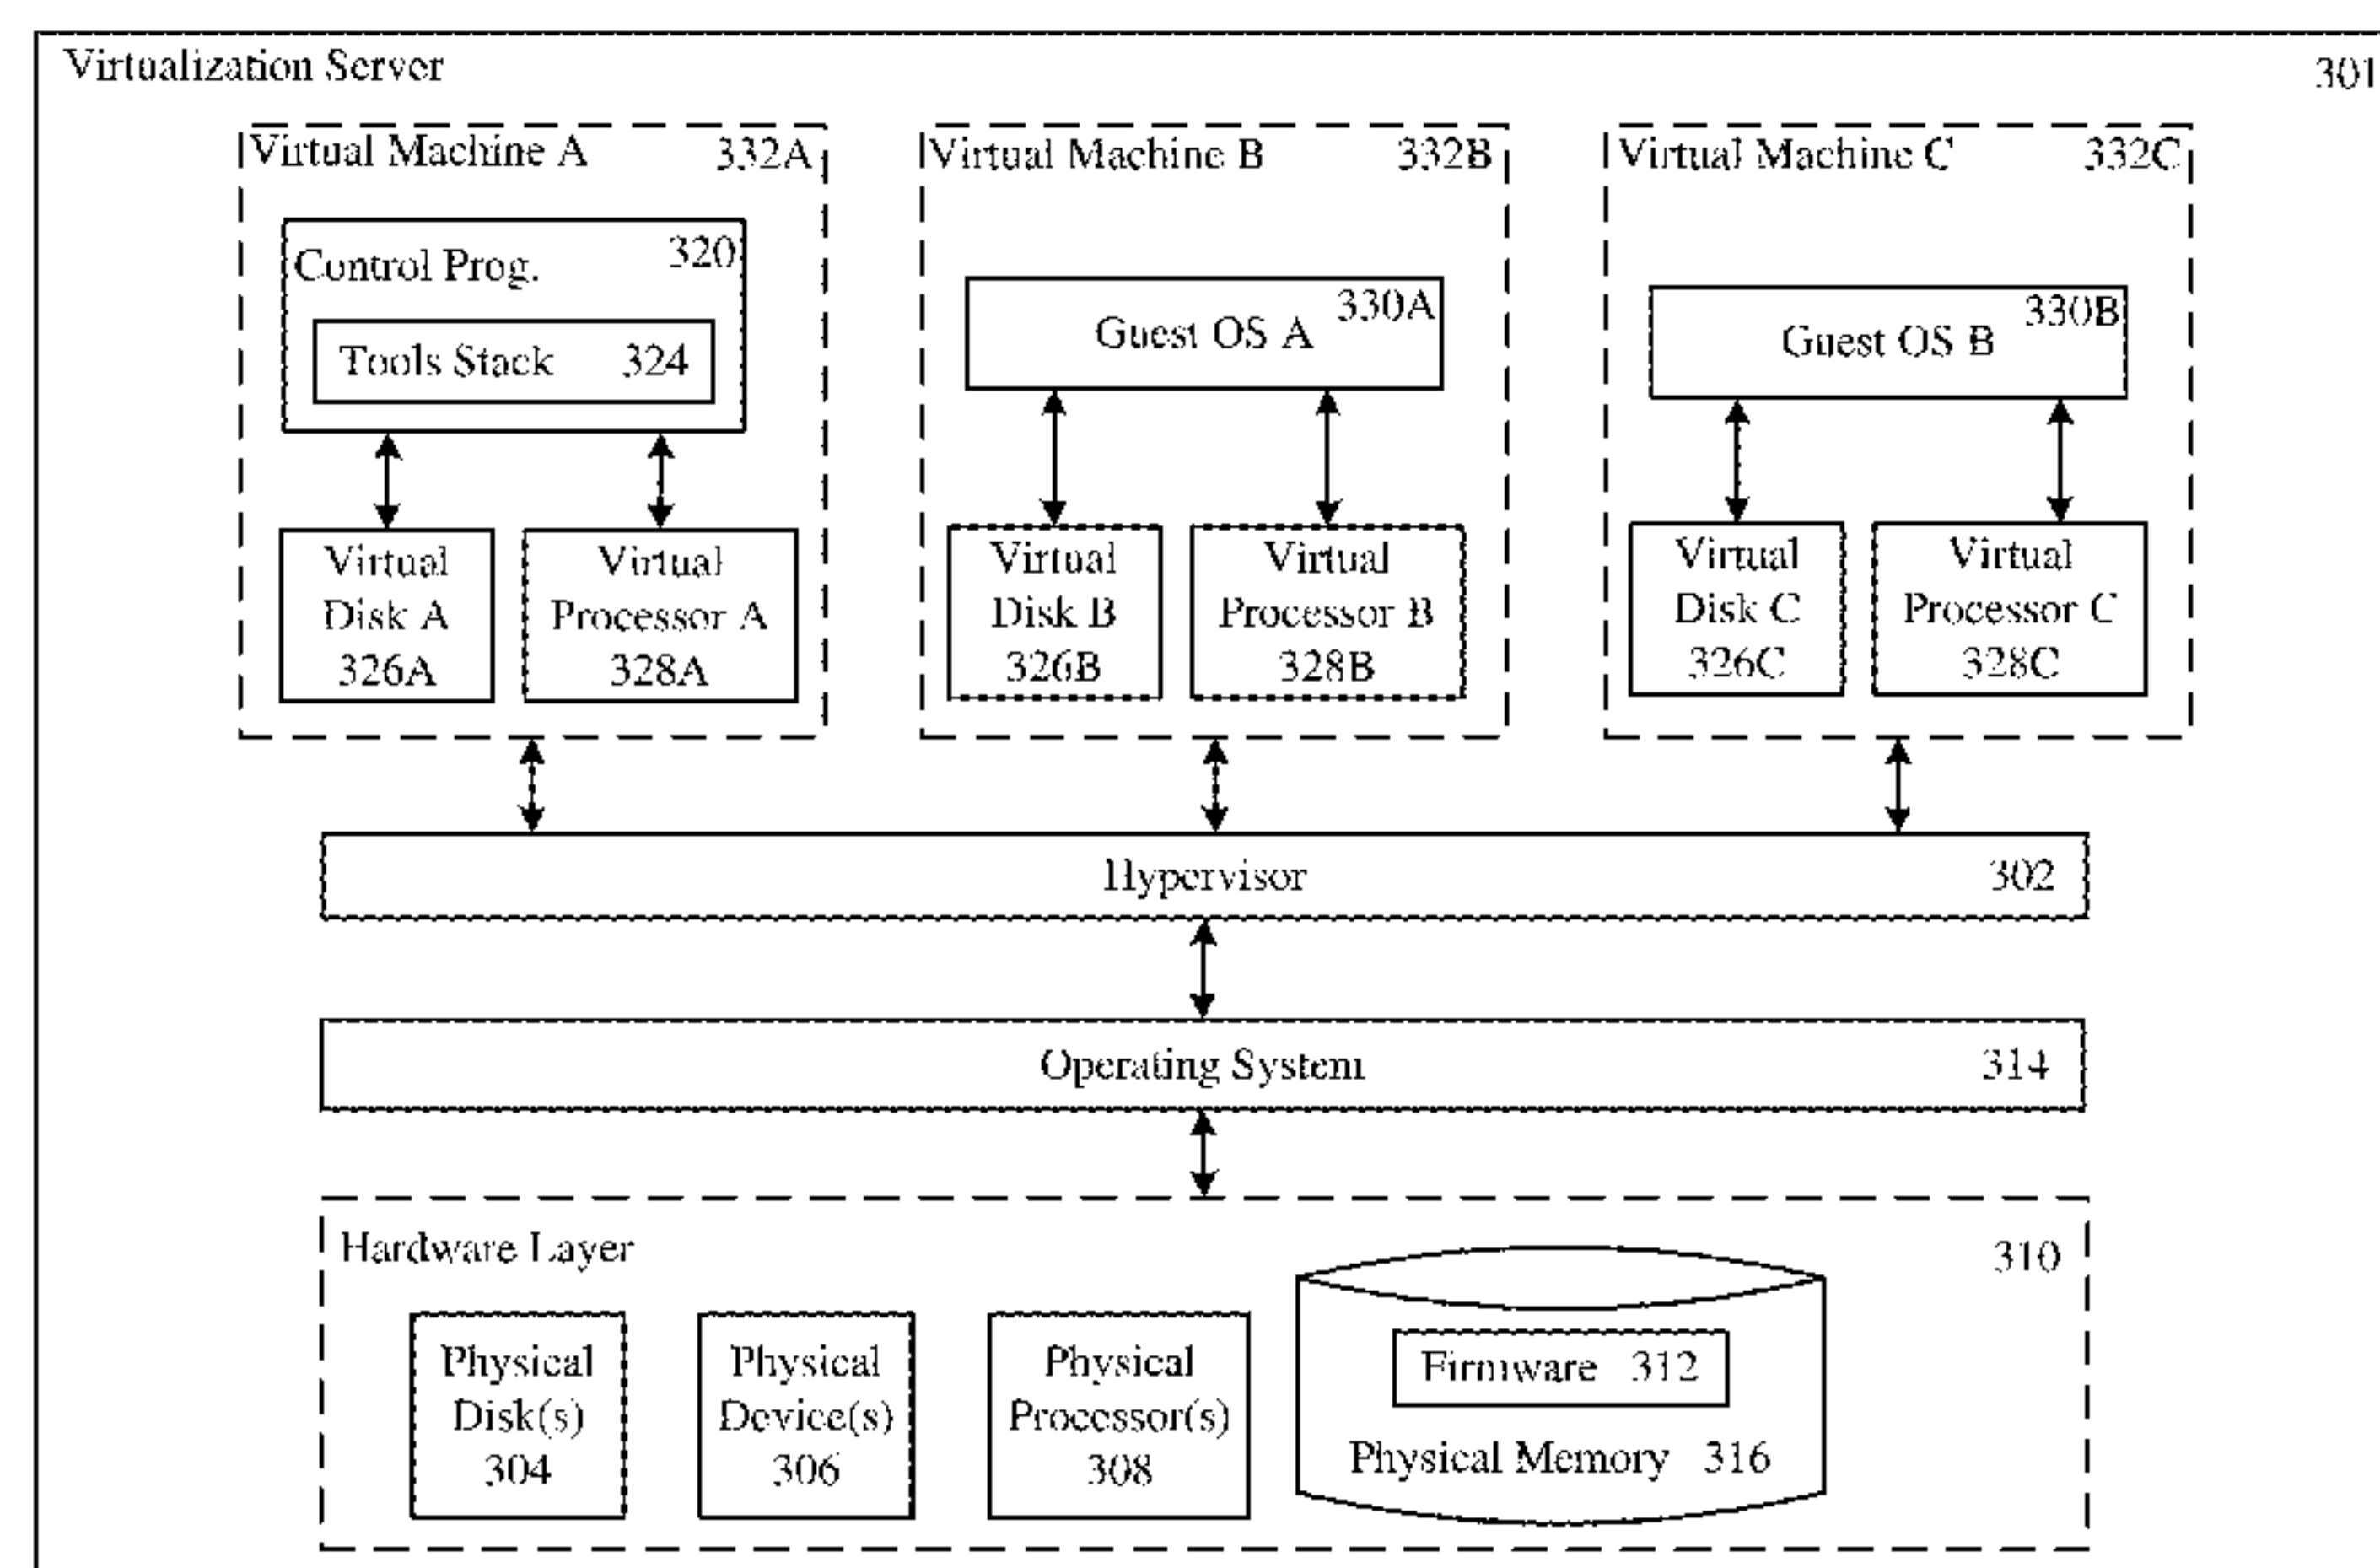 Virtualization Server 301
Virtual Machine A 332A
Control Prog. 320
Tools Stack 324
Virtual
Disk A
326A
Virtual
Processor A
328A
Virtual Machine B 332B
Guest OS A 330A
Virtual
Disk B
326B
Virtual
Processor B
328B
Virtual Machine C 332C
Guest OS B 330B
Virtual
Disk C
326C
Virtual
Processor C
328C
Hypervisor 302
Operating System 314
Hardware Layer 310
Physical
Disk(s)
304
Physical
Device(s)
306
Physical
Processor(s)
308
Firmware 312
Physical Memory 316